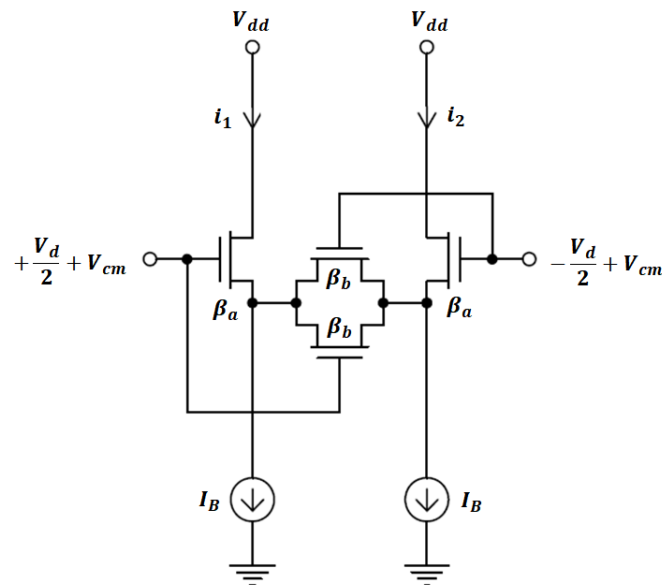 V_dd V_dd
i_1 i_2
+V_d/2 + V_cm
-V_d/2 + V_cm
β_b
β_a β_b β_a
I_B I_B